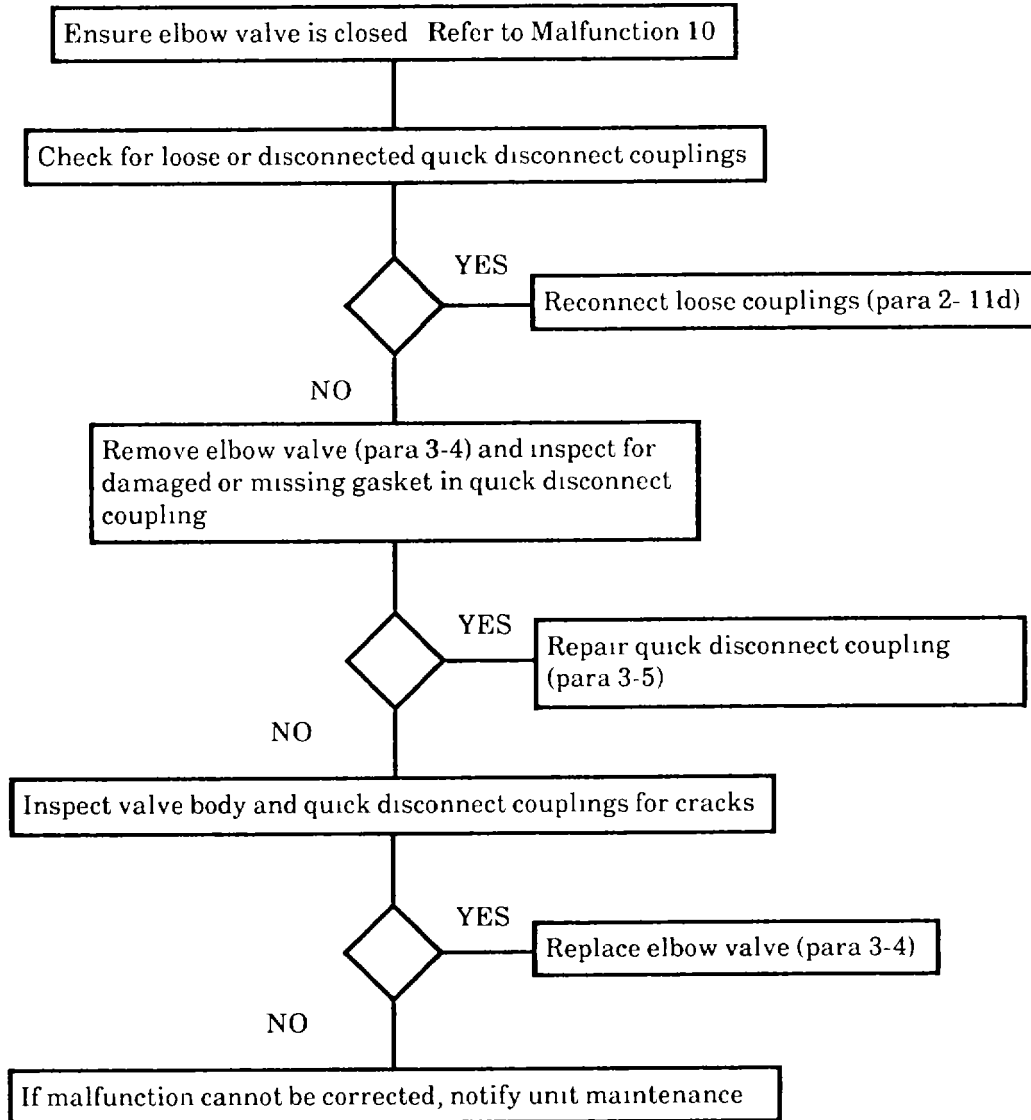 Ensure elbow valve is closed Refer to Malfunction 10
Check for loose or disconnected quick disconnect couplings
YES
Reconnect loose couplings (para 2- 11d)
NO
Remove elbow valve (para 3-4) and inspect for
damaged or missing gasket in quick disconnect
coupling
YES
Repair quick disconnect coupling
(para 3-5)
NO
Inspect valve body and quick disconnect couplings for cracks
YES
Replace elbow valve (para 3-4)
NO
If malfunction cannot be corrected, notify unit maintenance